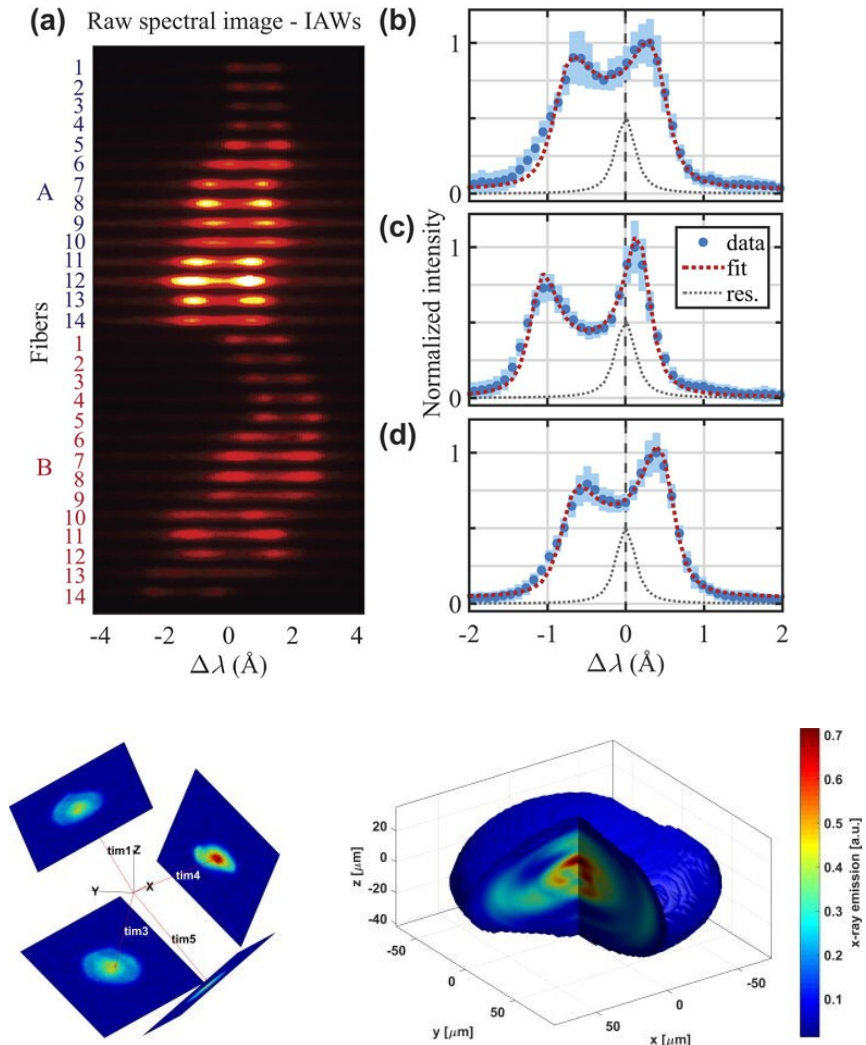 (a) Raw spectral image - IAWs
Fibers
A
1
2
3
4
5
6
7
8
9
10
11
12
13
14
B
1
2
3
4
5
6
7
8
9
10
11
12
13
14
-4 -2 0 2 4
Δλ (Å)
Normalized intensity
(b)
1
0
(c)
1
0
data
fit
res.
(d)
1
0
-2 -1 0 1 2
Δλ (Å)
tim1 Z
Y X tim4
tim3 tim5
z [μm]
20
0
-20
-40
-50
0
50
y [μm]
-50
0
50
x [μm]
0.7
0.6
0.5
0.4
0.3
0.2
0.1
x-ray emission [a.u.]